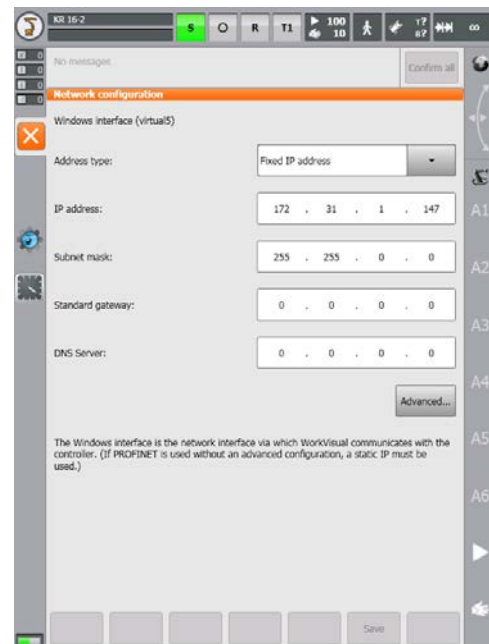 KR 16-2
S O R T1 100 10 T? B? ∞
No messages
Confirm all
Network configuration
Windows interface (virtual5)
Address type: Fixed IP address
IP address: 172 . 31 . 1 . 147
Subnet mask: 255 . 255 . 0 . 0
Standard gateway: 0 . 0 . 0 . 0
DNS Server: 0 . 0 . 0 . 0
Advanced...
The Windows interface is the network interface via which WorkVisual communicates with the
controller. (If PROFINET is used without an advanced configuration, a static IP must be
used.)
Save
0
0
0
0
A1
A2
A3
A4
A5
A6